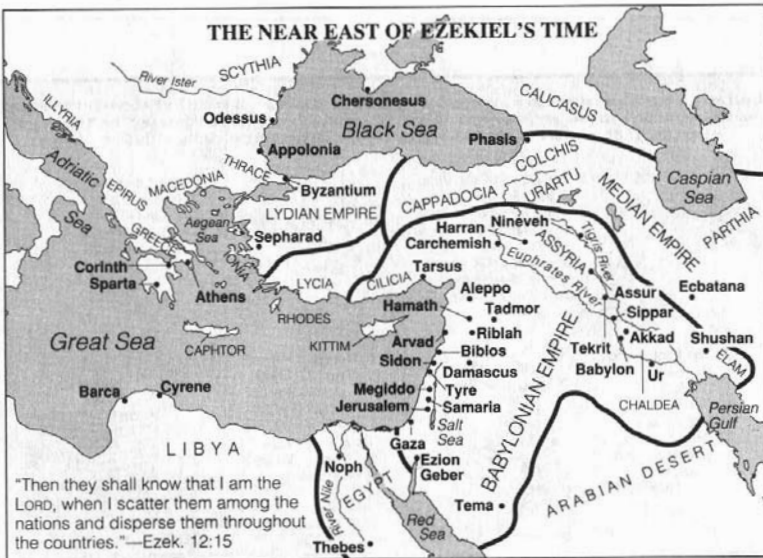 THE NEAR EAST OF EZEKIEL'S TIME
River Ister
SCYTHIA
CAUCASUS
Chersonesus
ILLYRIA
Odessus
Black Sea
Phasis
Appolonia
COLCHIS
Adriatic
Sea
THRACE
MACEDONIA
Byzantium
CAPPADOCIA
URARTU
Caspian
Sea
EPIRUS
Aegean
Sea
LYDIAN EMPIRE
MEDIAN EMPIRE
PARTHIA
Nineveh
Harran
Carchemish
GREECE
Sepharad
ASSYRIA
Tigris River
IONIA
Euphrates River
Corinth
Sparta
Athens
LYCIA
CILICIA
Tarsus
Aleppo
Assur
Ecbatana
RHODES
Hamath
Tadmor
Sippar
Great Sea
CAPHTOR
KITTIM
Riblah
Akkad
Shushan
Arvad
Biblos
Tekrit
ELAM
Sidon
Damascus
Babylon
Ur
Barca
Cyrene
Megiddo
Tyre
CHALDEA
Jerusalem
Samaria
BABYLONIAN EMPIRE
Persian
Gulf
Salt
Sea
LIBYA
Gaza
Noph
Ezion
Geber
ARABIAN DESERT
EGYPT
River Nile
Tema
Red
Sea
Thebes
"Then they shall know that I am the
LORD, when I scatter them among the
nations and disperse them throughout
the countries."—Ezek. 12:15